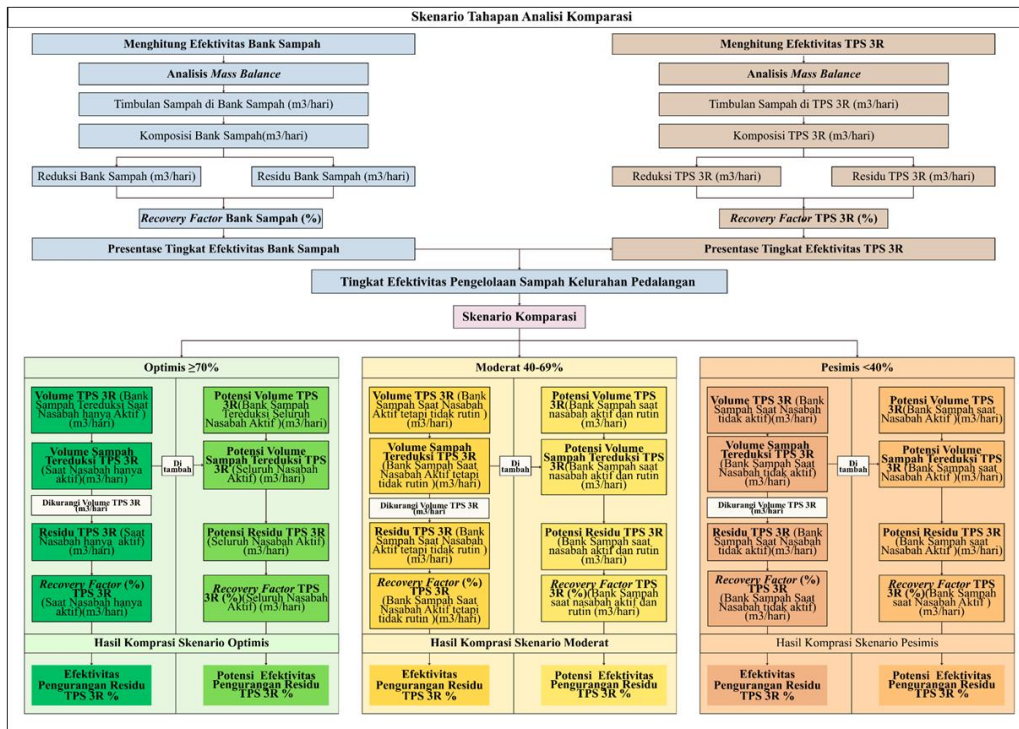 Skenario Tahapan Analisi Komparasi
Menghitung Efektivitas Bank Sampah
Analisis Mass Balance
Timbulan Sampah di Bank Sampah (m3/hari)
Komposisi Bank Sampah(m3/hari)
Reduksi Bank Sampah (m3/hari)
Residu Bank Sampah (m3/hari)
Recovery Factor Bank Sampah (%)
Presentase Tingkat Efektivitas Bank Sampah
Menghitung Efektivitas TPS 3R
Analisis Mass Balance
Timbulan Sampah di TPS 3R (m3/hari)
Komposisi TPS 3R (m3/hari)
Reduksi TPS 3R (m3/hari)
Residu TPS 3R (m3/hari)
Recovery Factor TPS 3R (%)
Presentase Tingkat Efektivitas TPS 3R
Tingkat Efektivitas Pengelolaan Sampah Kelurahan Pedalangan
Skenario Komparasi
Optimis ≥70%
Volume TPS 3R (Bank
Sampah Tereduksi Saat
Nasabah hanya Aktif )
(m3/hari)
Volume Sampah
Tereduksi TPS 3R
(Saat Nasabah hanya
aktif)(m3/hari)
Dikurangi Volume TPS 3R
(m3/hari
Residu TPS 3R (Saat
Nasabah hanya aktif)
(m3/hari)
Recovery Factor (%)
TPS 3R
(Saat Nasabah hanya
aktif)(m3/hari)
Di
tambah
Potensi Volume TPS
3R(Bank Sampah
Tereduksi Seluruh
Nasabah Aktif )(m3/hari)
Potensi Volume
Sampah Tereduksi TPS
3R (Seluruh Nasabah
Aktif) (m3/hari)
Potensi Residu TPS 3R
(Seluruh Nasabah Aktif)
(m3/hari)
Recovery Factor TPS
3R (%)(Seluruh Nasabah
Aktif) (m3/hari)
Hasil Komprasi Skenario Optimis
Efektivitas
Pengurangan Residu
TPS 3R %
Potensi Efektivitas
Pengurangan Residu
TPS 3R %
Moderat 40-69%
Volume TPS 3R (Bank
Sampah Saat Nasabah
Aktif tetapi tidak rutin )
(m3/hari)
Volume Sampah
Tereduksi TPS 3R
(Bank Sampah Saat
Nasabah Aktif tetapi
tidak rutin )(m3/hari)
Dikurangi Volume TPS 3R
(m3/hari
Residu TPS 3R (Bank
Sampah Saat Nasabah
Aktif tetapi tidak rutin )
(m3/hari)
Recovery Factor (%)
TPS 3R
(Bank Sampah Saat
Nasabah Aktif tetapi
tidak rutin )(m3/hari)
Di
tambah
Potensi Volume TPS
3R(Bank Sampah saat
nasabah aktif dan rutin
(m3/hari)
Potensi Volume
Sampah Tereduksi TPS
3R(Bank Sampah saat
nasabah aktif dan rutin
(m3/hari)
Potensi Residu TPS 3R
(Bank Sampah saat
nasabah aktif dan rutin
(m3/hari)
Recovery Factor TPS
3R (%)(Bank Sampah
saat nasabah aktif dan
rutin (m3/hari)
Hasil Komprasi Skenario Moderat
Efektivitas
Pengurangan Residu
TPS 3R %
Potensi Efektivitas
Pengurangan Residu
TPS 3R %
Pesimis <40%
Volume TPS 3R (Bank
Sampah Saat Nasabah
tidak aktif)(m3/hari)
Volume Sampah
Tereduksi TPS 3R
(Bank Sampah Saat
Nasabah tidak aktif)
(m3/hari)
Dikurangi Volume TPS 3R
(m3/hari
Residu TPS 3R (Bank
Sampah Saat Nasabah
tidak aktif)(m3/hari)
Recovery Factor (%)
TPS 3R
(Bank Sampah Saat
Nasabah tidak aktif)
Di
tambah
Potensi Volume TPS
3R(Bank Sampah saat
Nasabah Aktif )(m3/hari)
Potensi Volume
Sampah Tereduksi TPS
3R (Bank Sampah saat
Nasabah Aktif )(m3/hari)
Potensi Residu TPS 3R
(Bank Sampah saat
Nasabah Aktif )(m3/hari)
Recovery Factor TPS
3R (%)(Bank Sampah
saat Nasabah Aktif )
(m3/hari)
Hasil Komprasi Skenario Pesimis
Efektivitas
Pengurangan Residu
TPS 3R %
Potensi Efektivitas
Pengurangan Residu
TPS 3R %